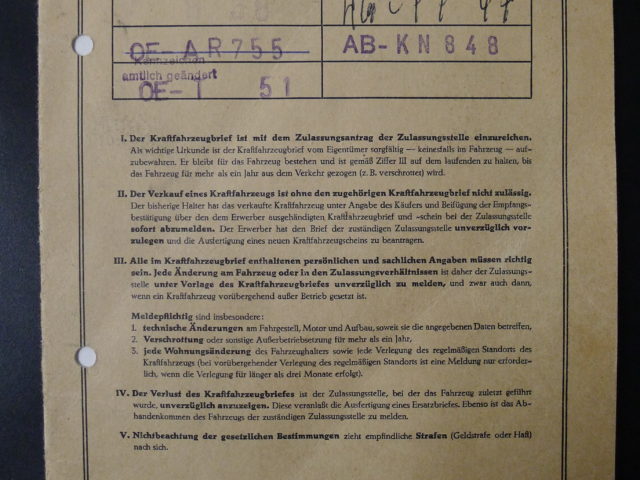 OE-AR755
AB-KN848
Kennzeichen
amtlich geändert
OE-T 51
I. Der Kraftfahrzeugbrief ist mit dem Zulassungsantrag der Zulassungsstelle einzureichen.
Als wichtige Urkunde ist der Kraftfahrzeugbrief vom Eigentümer sorgfältig — keinesfalls im Fahrzeug — auf-
zubewahren. Er bleibt für das Fahrzeug bestehen und ist gemäß Ziffer III auf dem laufenden zu halten, bis
das Fahrzeug für mehr als ein Jahr aus dem Verkehr gezogen (z. B. verschrottet) wird.
II. Der Verkauf eines Kraftfahrzeugs ist ohne den zugehörigen Kraftfahrzeugbrief nicht zulässig.
Der bisherige Halter hat das verkaufte Kraftfahrzeug unter Angabe des Käufers und Beifügung der Empfangs-
bestätigung über den dem Erwerber ausgehändigten Kraftfahrzeugbrief und -schein bei der Zulassungsstelle
sofort abzumelden. Der Erwerber hat den Brief der zuständigen Zulassungsstelle unverzüglich vor-
zulegen und die Ausfertigung eines neuen Kraftfahrzeugscheins zu beantragen.
III. Alle im Kraftfahrzeugbrief enthaltenen persönlichen und sachlichen Angaben müssen richtig
sein. Jede Änderung am Fahrzeug oder in den Zulassungsverhältnissen ist daher der Zulassungs-
stelle unter Vorlage des Kraftfahrzeugbriefes unverzüglich zu melden, und zwar auch dann,
wenn ein Kraftfahrzeug vorübergehend außer Betrieb gesetzt ist.
Meldepflichtig sind insbesondere:
1. technische Änderungen am Fahrgestell, Motor und Aufbau, soweit sie die angegebenen Daten betreffen,
2. Verschrottung oder sonstige Außerbetriebsetzung für mehr als ein Jahr,
3. jede Wohnungsänderung des Fahrzeughalters sowie jede Verlegung des regelmäßigen Standorts des
Kraftfahrzeugs (bei vorübergehender Verlegung des regelmäßigen Standorts ist eine Meldung nur erforder-
lich, wenn die Verlegung für länger als drei Monate erfolgt).
IV. Der Verlust des Kraftfahrzeugbriefes ist der Zulassungsstelle, bei der das Fahrzeug zuletzt geführt
wurde, unverzüglich anzuzeigen. Diese veranlaßt die Ausfertigung eines Ersatzbriefes. Ebenso ist das Ab-
handenkommen des Fahrzeugs der zuständigen Zulassungsstelle zu melden.
V. Nichtbeachtung der gesetzlichen Bestimmungen zieht empfindliche Strafen (Geldstrafe oder Haft)
nach sich.